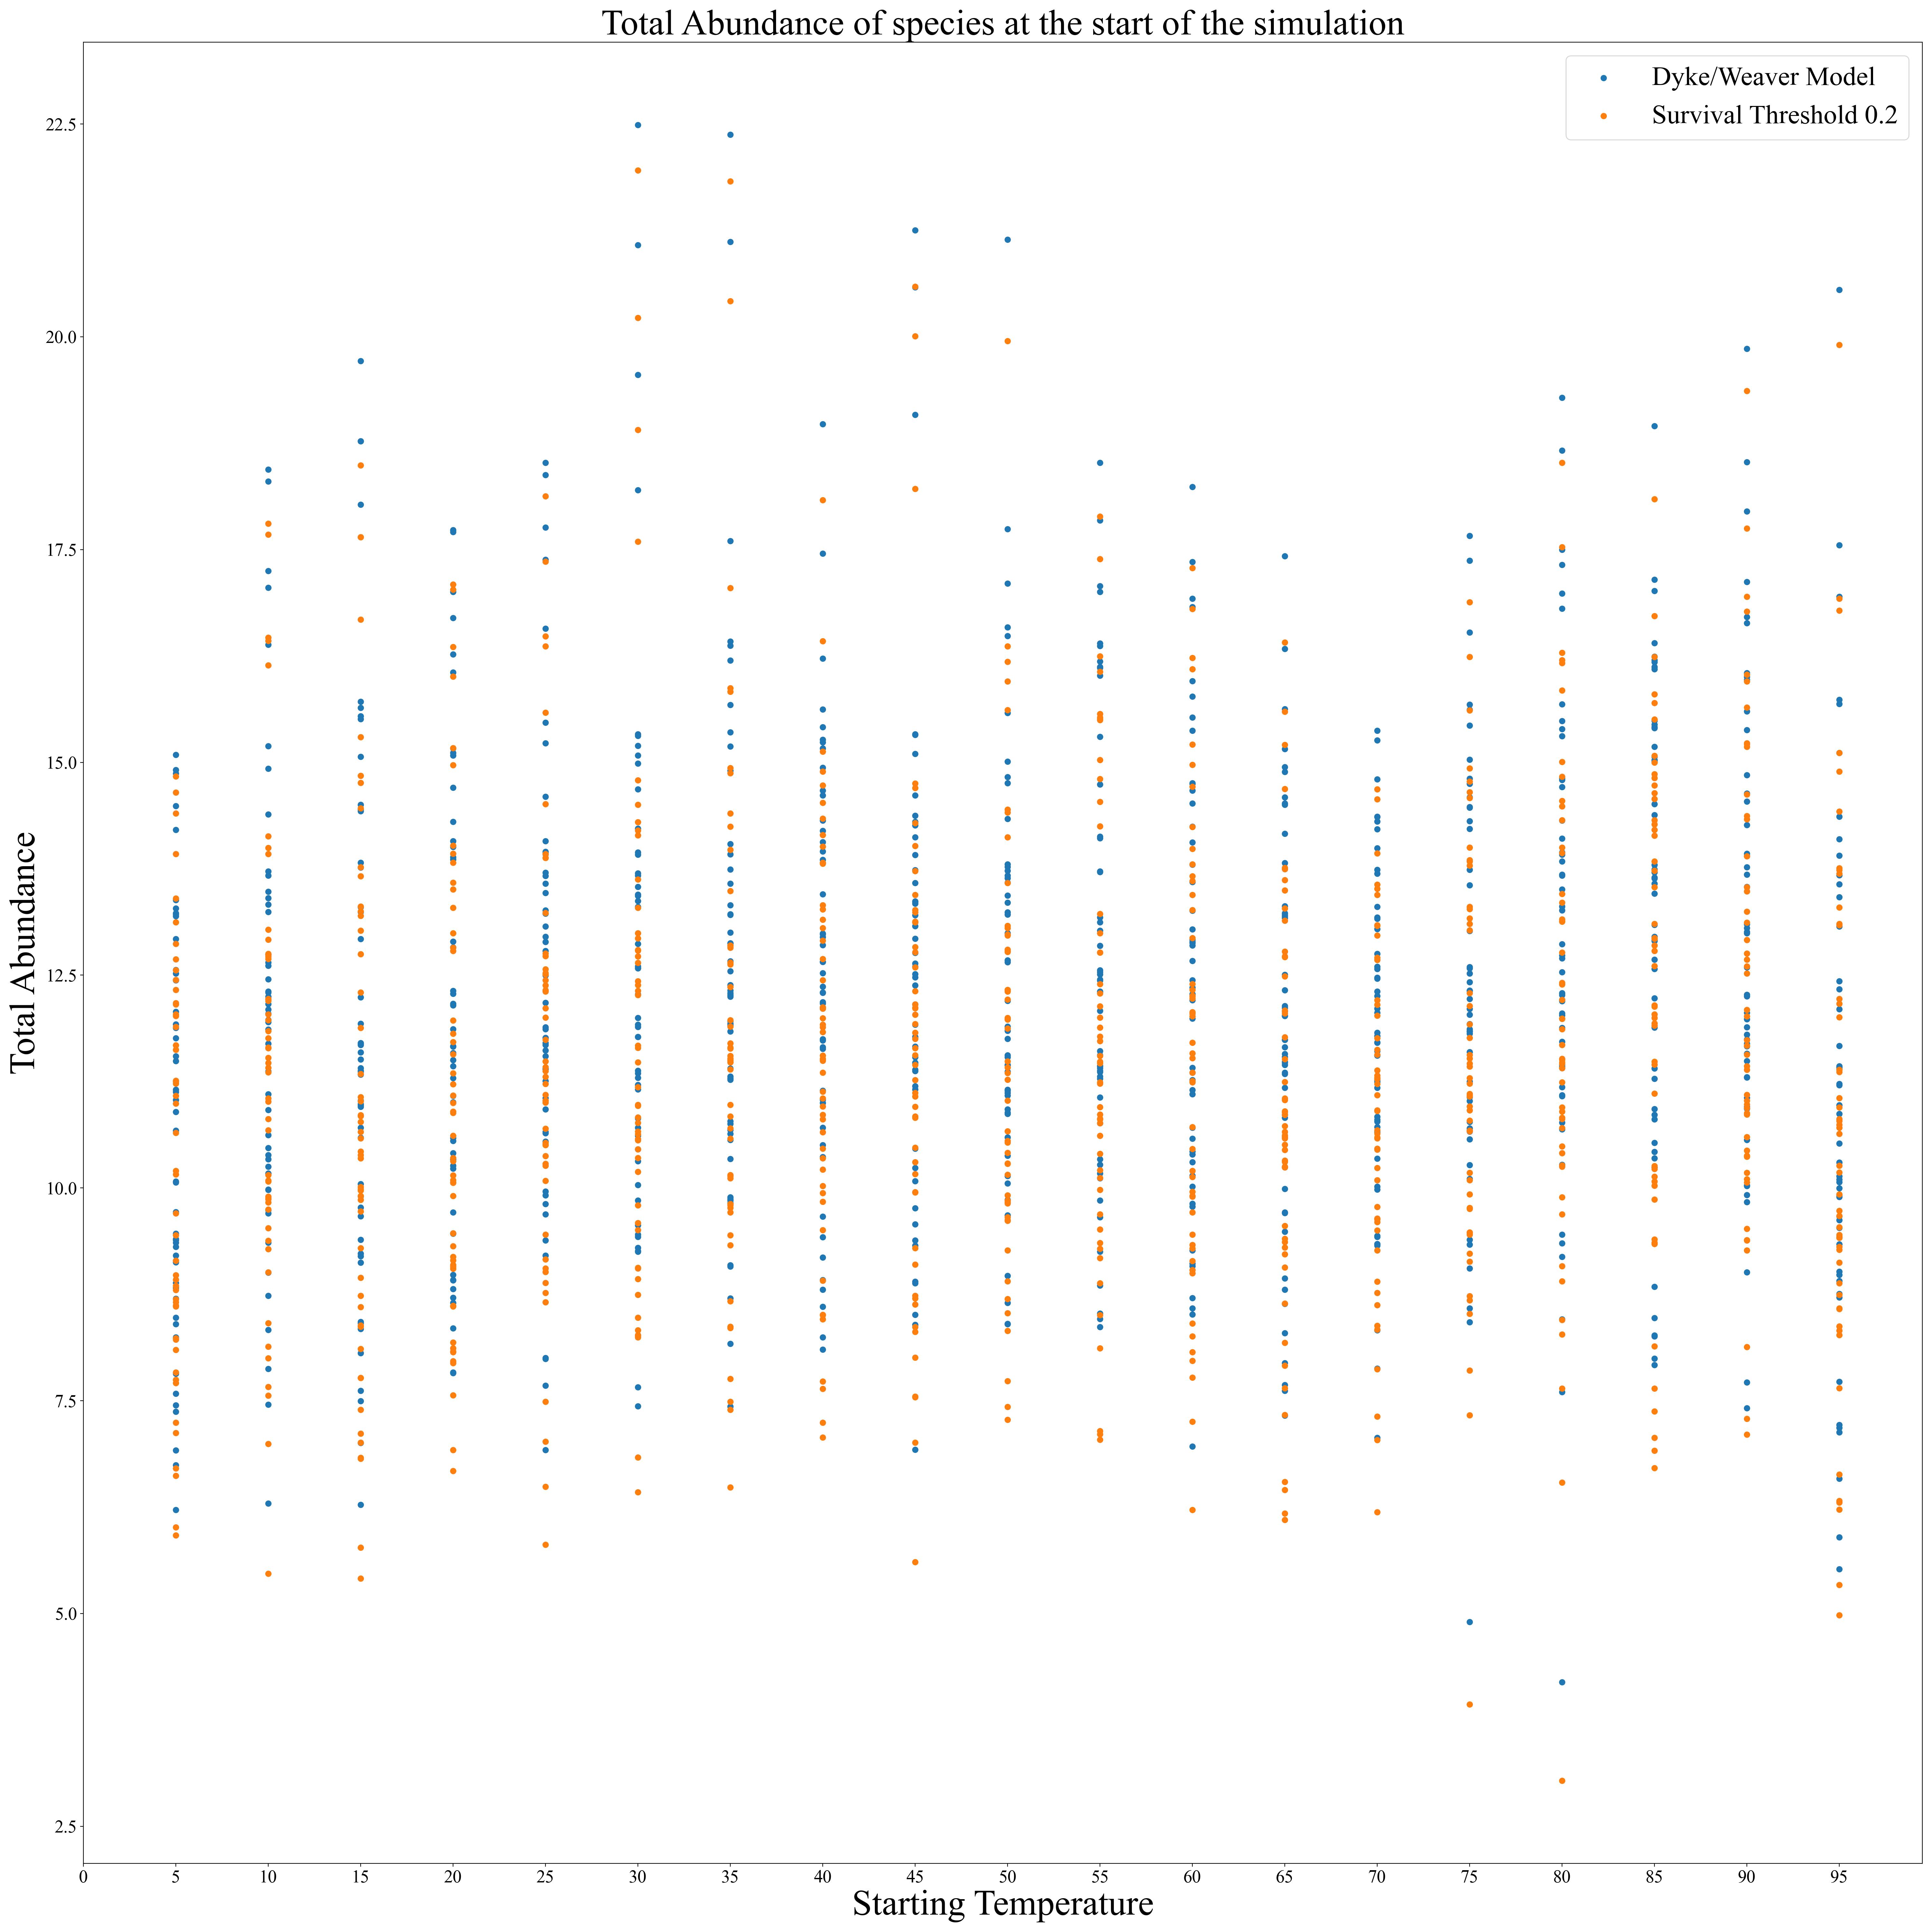 Total Abundance of species at the start of the simulation
Dyke/Weaver Model
Survival Threshold 0.2
Total Abundance
22.5
20.0
17.5
15.0
12.5
10.0
7.5
5.0
2.5
0 5 10 15 20 25 30 35 40 45 50 55 60 65 70 75 80 85 90 95
Starting Temperature